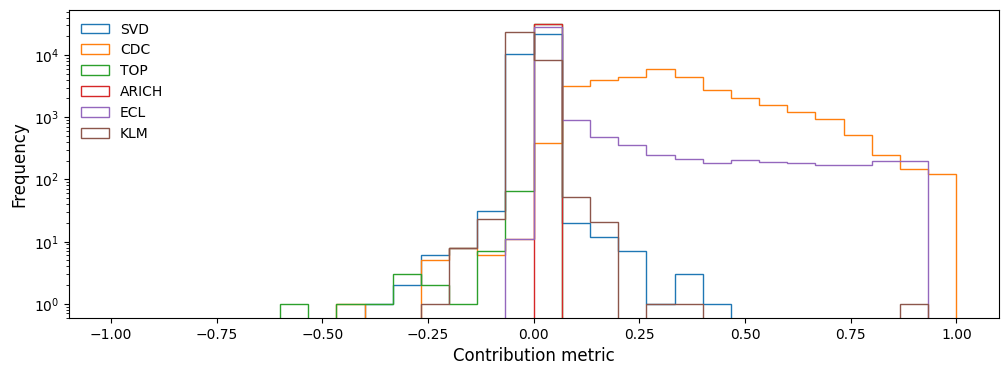 SVD
CDC
TOP
ARICH
ECL
KLM
Frequency
10⁴
10³
10²
10¹
10⁰
−1.00 −0.75 −0.50 −0.25 0.00 0.25 0.50 0.75 1.00
Contribution metric